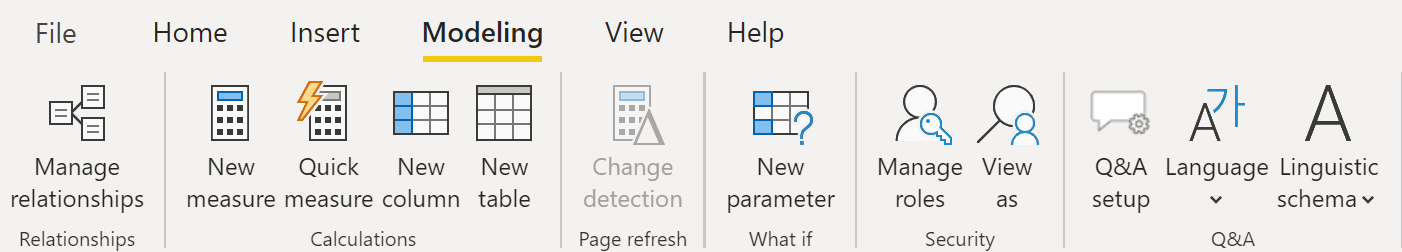 File Home Insert Modeling View Help
Manage relationships
New measure
Quick measure
New column
New table
Change detection
New parameter
Manage roles
View as
Q&A setup
Language
Linguistic schema
Relationships Calculations Page refresh What if Security Q&A